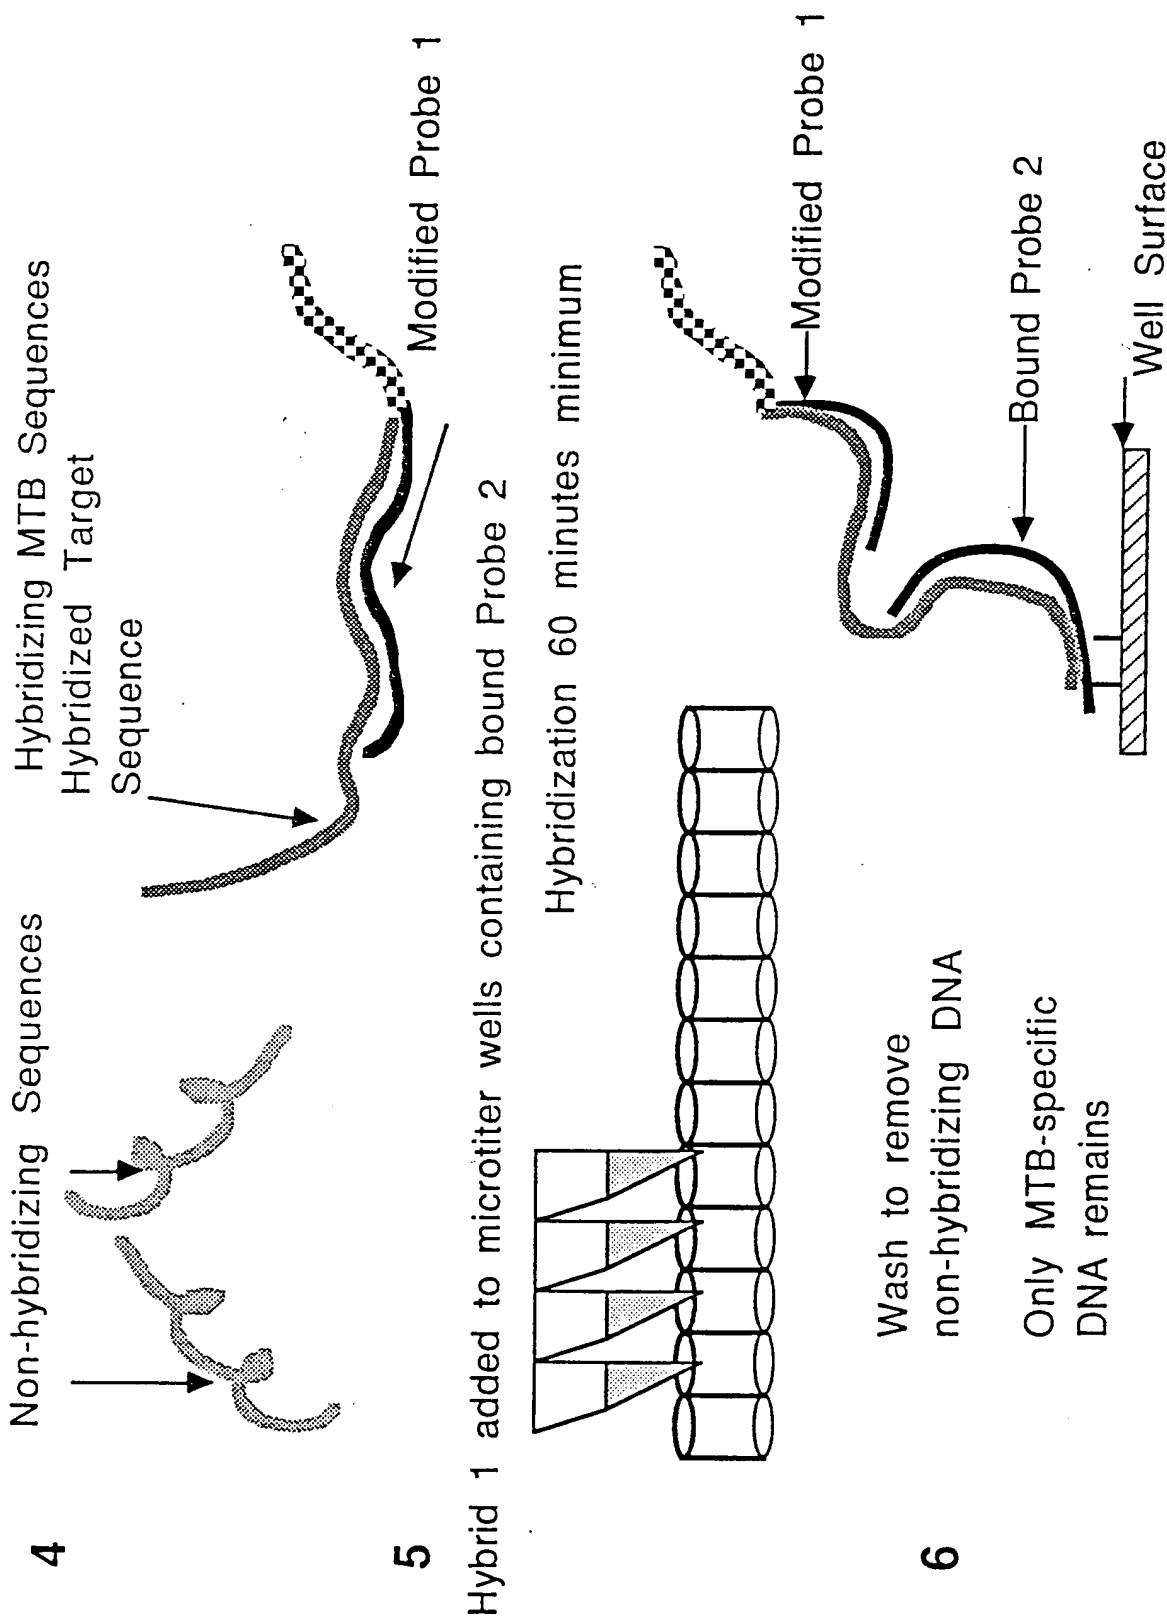 4
Non-hybridizing Sequences
Hybridizing MTB Sequences
Hybridized Target
Sequence
Modified Probe 1
5
Hybrid 1 added to microtiter wells containing bound Probe 2
Hybridization 60 minutes minimum
6
Wash to remove
non-hybridizing DNA
Only MTB-specific
DNA remains
Modified Probe 1
Bound Probe 2
Well Surface